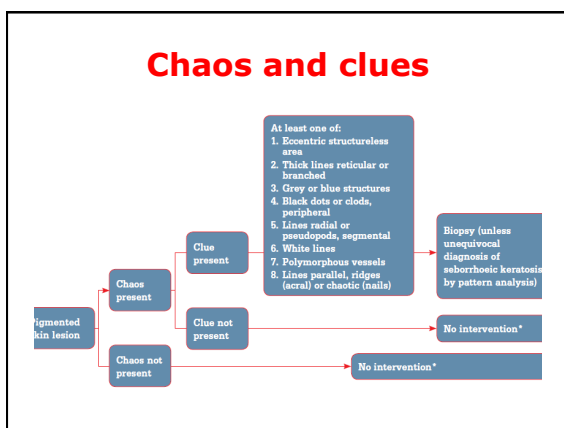 Chaos and clues
At least one of:
1. Eccentric structureless
area
2. Thick lines reticular or
branched
3. Grey or blue structures
4. Black dots or clods,
peripheral
5. Lines radial or
pseudopods, segmental
6. White lines
7. Polymorphous vessels
8. Lines parallel, ridges
(acral) or chaotic (nails)
Clue
present
Biopsy (unless
unequivocal
diagnosis of
seborrhoeic keratosis
by pattern analysis)
Chaos
present
Pigmented
skin lesion
Clue not
present
No intervention*
Chaos not
present
No intervention*